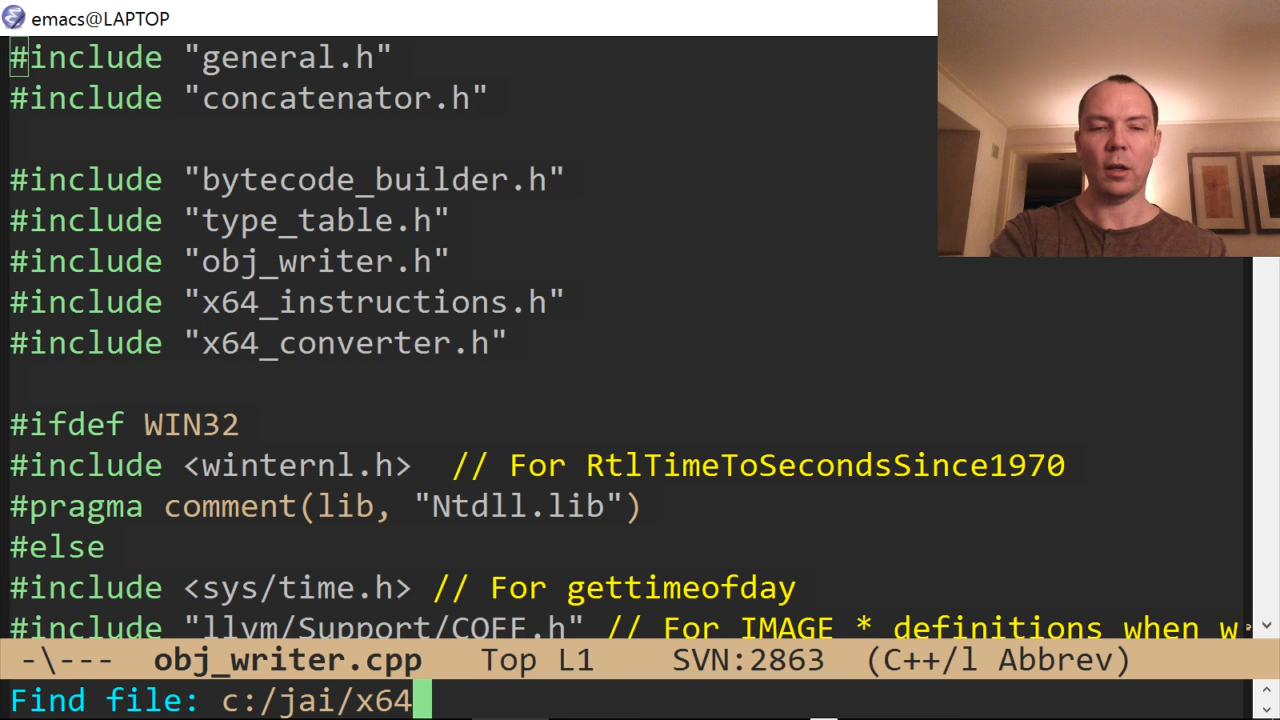 emacs@LAPTOP
#include "general.h"
#include "concatenator.h"
#include "bytecode_builder.h"
#include "type_table.h"
#include "obj_writer.h"
#include "x64_instructions.h"
#include "x64_converter.h"
#ifdef WIN32
#include <winternl.h>  // For RtlTimeToSecondsSince1970
#pragma comment(lib, "Ntdll.lib")
#else
#include <sys/time.h> // For gettimeofday
#include "llvm/Support/COFF.h" // For IMAGE_* definitions when w
-\---  obj_writer.cpp   Top L1    SVN:2863  (C++/l Abbrev)
Find file: c:/jai/x64